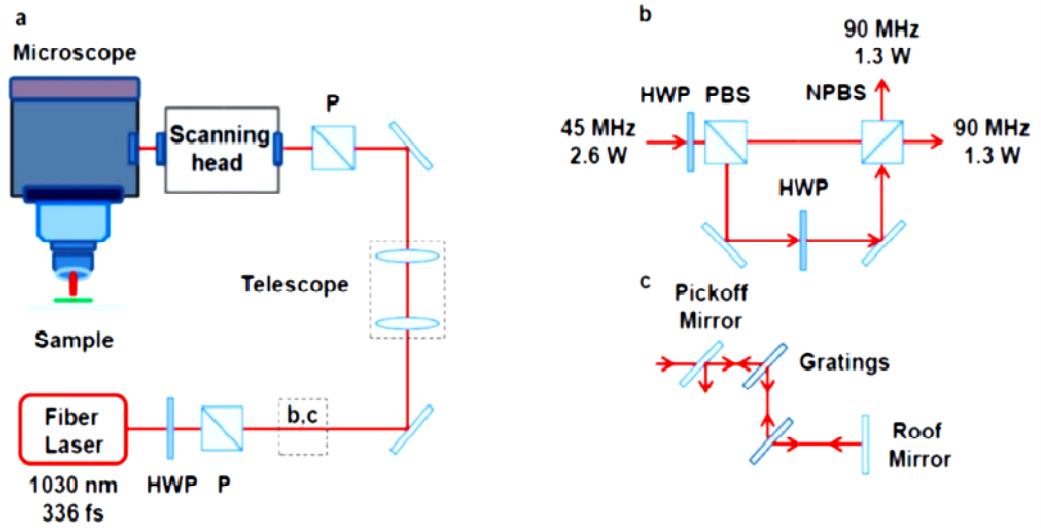 a
Microscope
Scanning
head
P
Telescope
Sample
b,c
Fiber
Laser
HWP P
1030 nm
336 fs
b
90 MHz
1.3 W
HWP PBS NPBS
45 MHz
2.6 W
90 MHz
1.3 W
HWP
c
Pickoff
Mirror
Gratings
Roof
Mirror